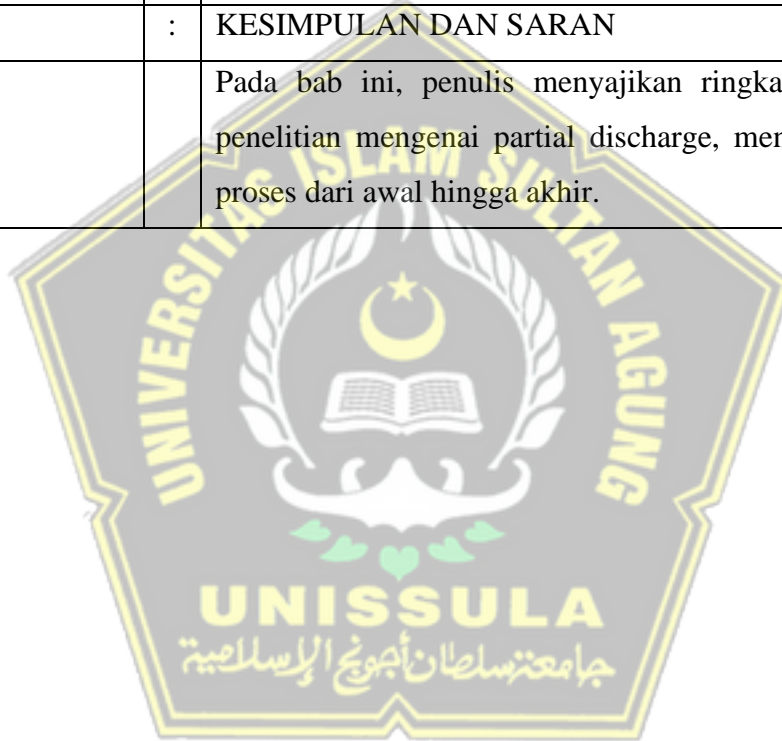 : KESIMPULAN DAN SARAN
Pada bab ini, penulis menyajikan ringka
penelitian mengenai partial discharge, mer
proses dari awal hingga akhir.
UNIVERSITAS ISLAM SULTAN AGUNG
UNISSULA
جامعة سلطان أجونج الإسلامية